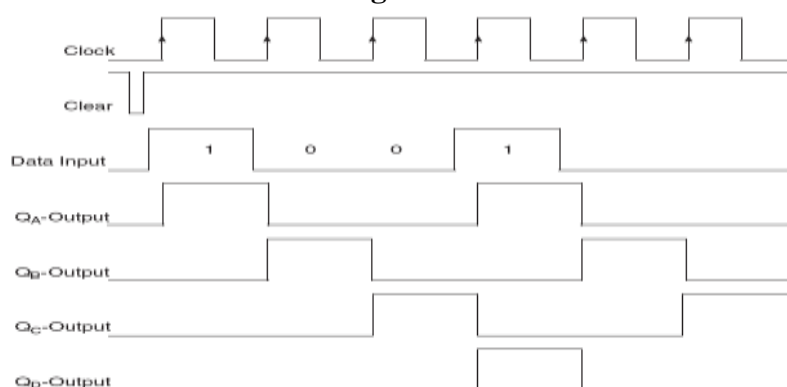 Clock
Clear
Data Input
1 0 0 1
QA-Output
QB-Output
QC-Output
QD-Output